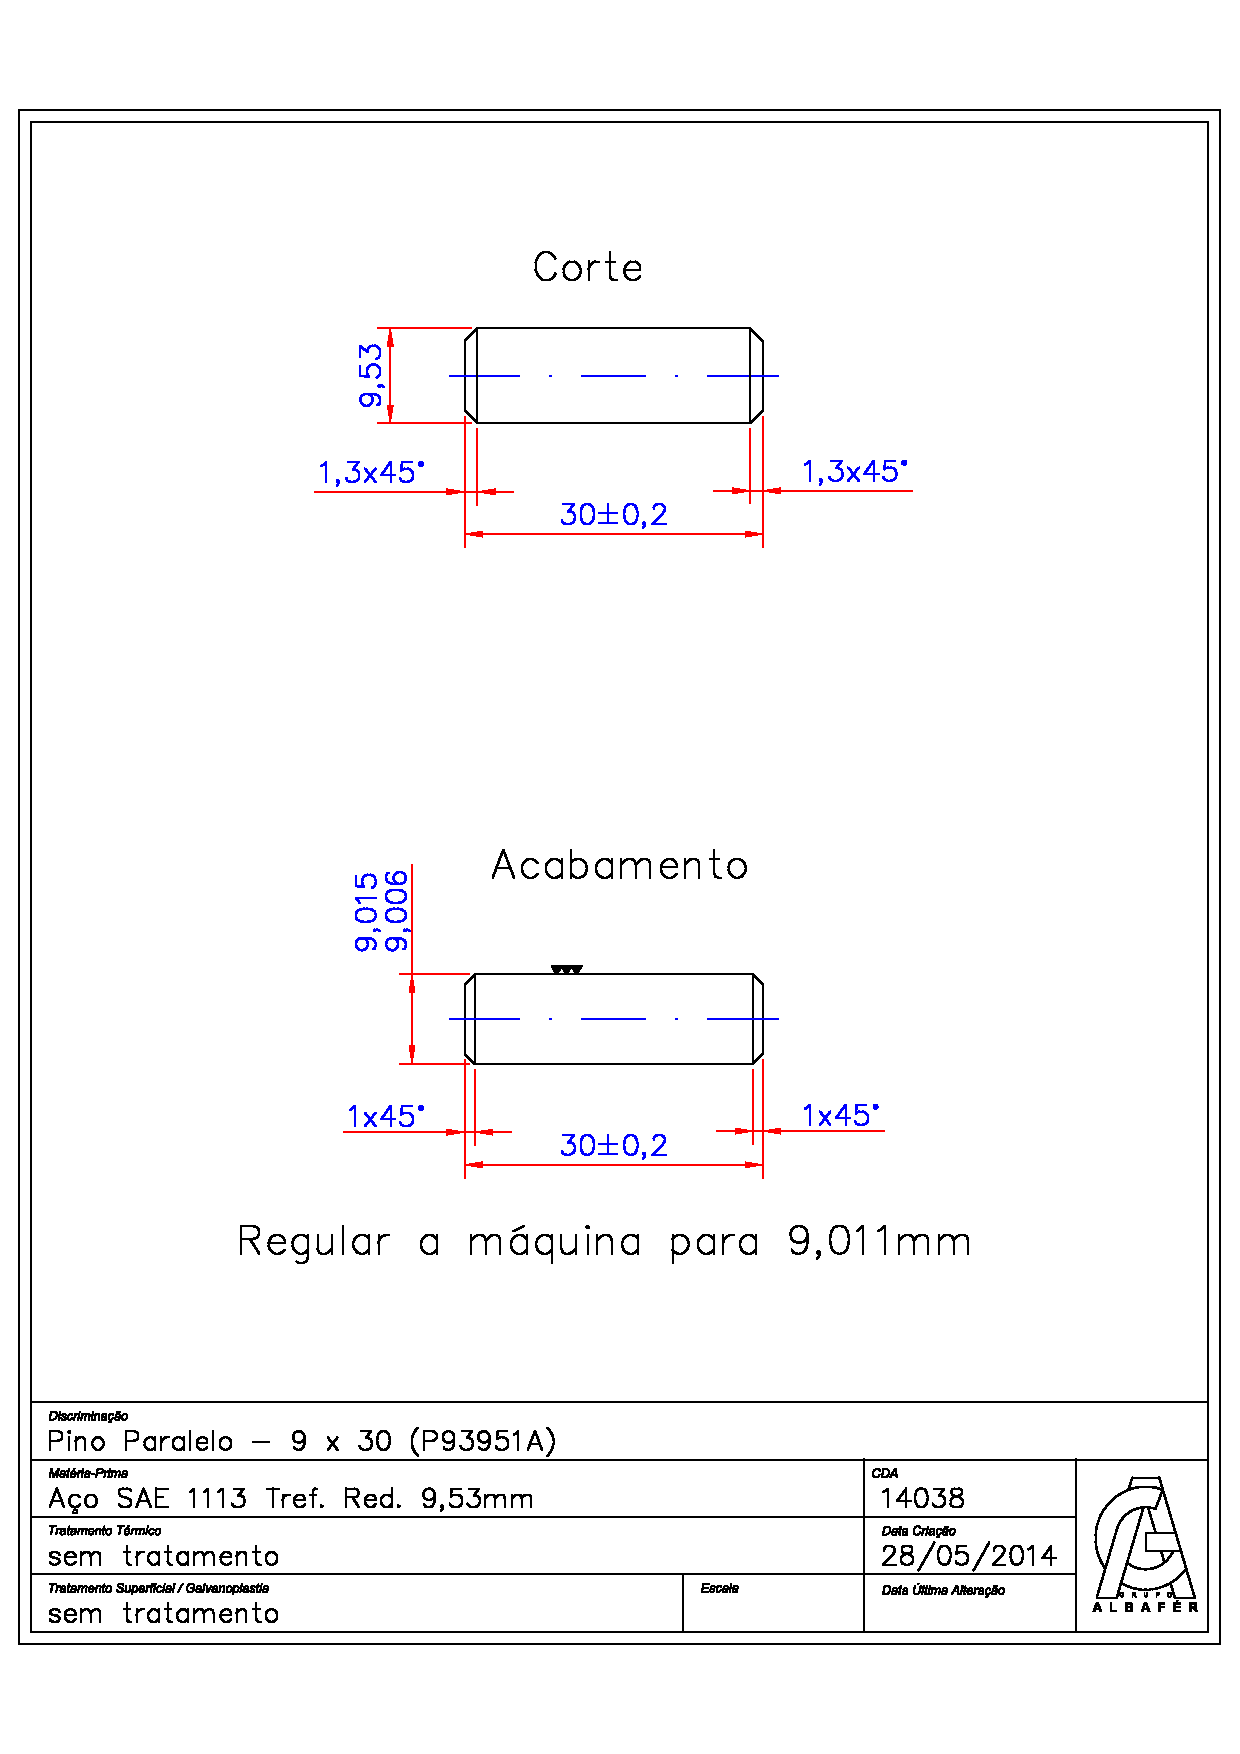 Corte
9,53
1,3x45°
1,3x45°
30±0,2
Acabamento
9,015
9,006
1x45°
1x45°
30±0,2
Regular a máquina para 9,011mm
Discriminação
Pino Paralelo - 9 x 30 (P93951A)
Matéria-Prima
Aço SAE 1113 Tref. Red. 9,53mm
CDA
14038
Tratamento Térmico
sem tratamento
Data Criação
28/05/2014
Tratamento Superficial / Galvanoplastia
sem tratamento
Escala
Data Última Alteração
GRUPO
ALBAFÉR